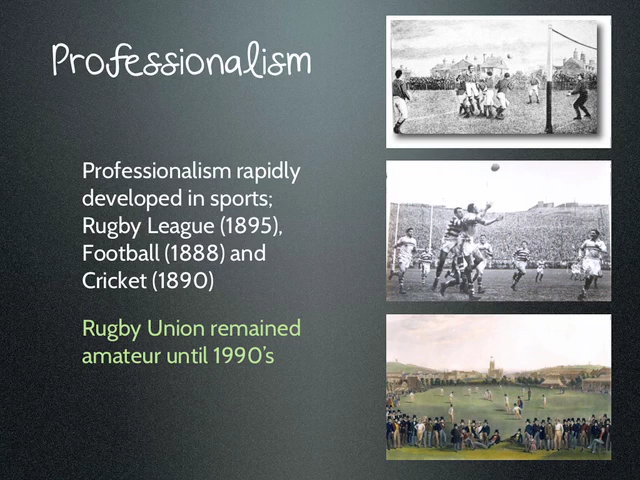 Professionalism
Professionalism rapidly
developed in sports;
Rugby League (1895),
Football (1888) and
Cricket (1890)
Rugby Union remained
amateur until 1990's